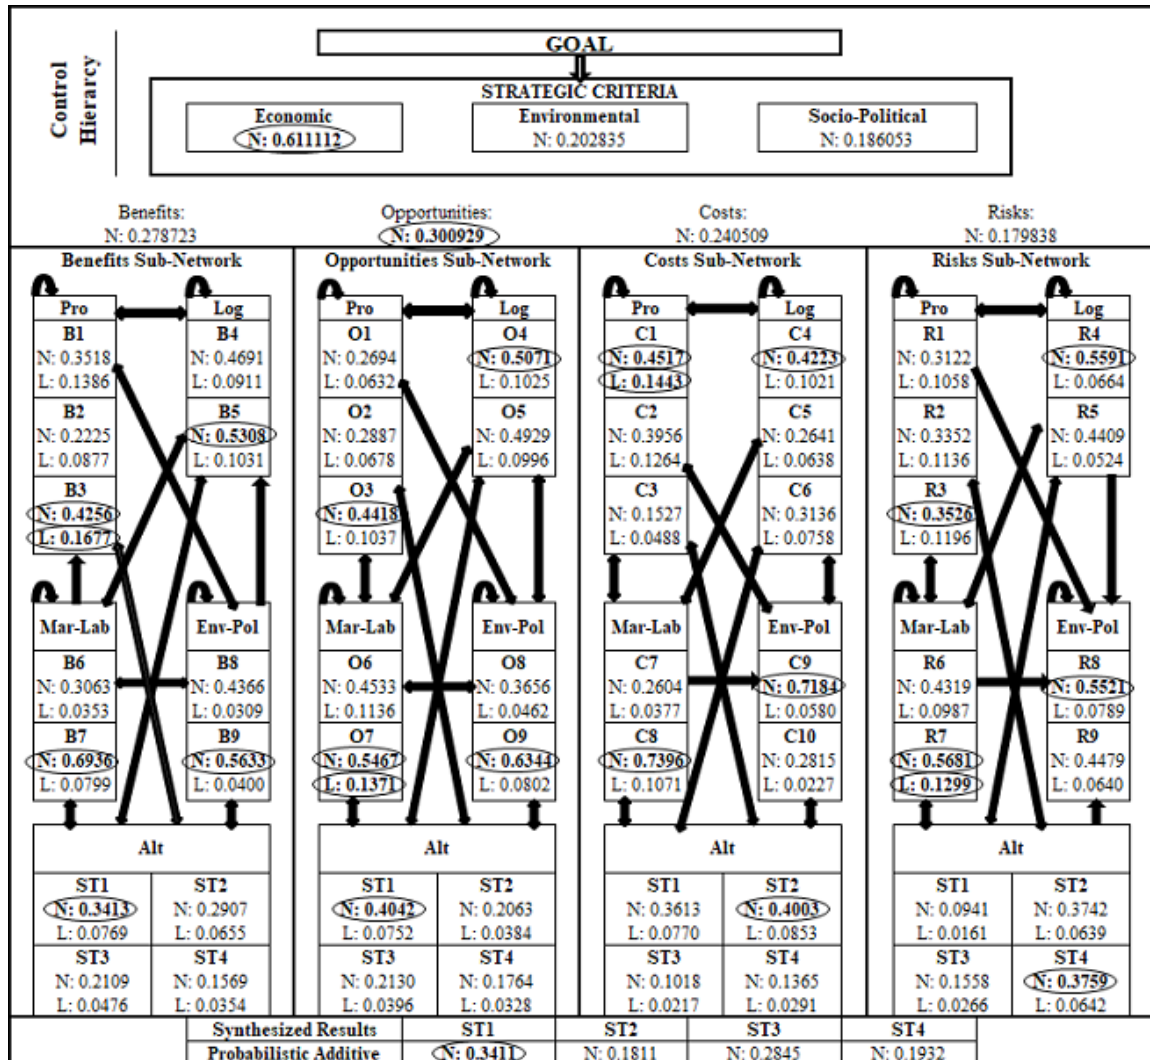 Control
Hierarcy
GOAL
STRATEGIC CRITERIA
Economic
N: 0.611112
Environmental
N: 0.202835
Socio-Political
N: 0.186053
Benefits:
N: 0.278723
Opportunities:
N: 0.300929
Costs:
N: 0.240509
Risks:
N: 0.179838
Benefits Sub-Network
Pro
B1
N: 0.3518
L: 0.1386
B2
N: 0.2225
L: 0.0877
B3
N: 0.4256
L: 0.1677
Log
B4
N: 0.4691
L: 0.0911
B5
N: 0.5308
L: 0.1031
Mar-Lab
B6
N: 0.3063
L: 0.0353
B7
N: 0.6936
L: 0.0799
Env-Pol
B8
N: 0.4366
L: 0.0309
B9
N: 0.5633
L: 0.0400
Alt
ST1
N: 0.3413
L: 0.0769
ST2
N: 0.2907
L: 0.0655
ST3
N: 0.2109
L: 0.0476
ST4
N: 0.1569
L: 0.0354
Opportunities Sub-Network
Pro
O1
N: 0.2694
L: 0.0632
O2
N: 0.2887
L: 0.0678
O3
N: 0.4418
L: 0.1037
Log
O4
N: 0.5071
L: 0.1025
O5
N: 0.4929
L: 0.0996
Mar-Lab
O6
N: 0.4533
L: 0.1136
O7
N: 0.5467
L: 0.1371
Env-Pol
O8
N: 0.3656
L: 0.0462
O9
N: 0.6344
L: 0.0802
Alt
ST1
N: 0.4042
L: 0.0752
ST2
N: 0.2063
L: 0.0384
ST3
N: 0.2130
L: 0.0396
ST4
N: 0.1764
L: 0.0328
Costs Sub-Network
Pro
C1
N: 0.4517
L: 0.1443
C2
N: 0.3956
L: 0.1264
C3
N: 0.1527
L: 0.0488
Log
C4
N: 0.4223
L: 0.1021
C5
N: 0.2641
L: 0.0638
C6
N: 0.3136
L: 0.0758
Mar-Lab
C7
N: 0.2604
L: 0.0377
C8
N: 0.7396
L: 0.1071
Env-Pol
C9
N: 0.7184
L: 0.0580
C10
N: 0.2815
L: 0.0227
Alt
ST1
N: 0.3613
L: 0.0770
ST2
N: 0.4003
L: 0.0853
ST3
N: 0.1018
L: 0.0217
ST4
N: 0.1365
L: 0.0291
Risks Sub-Network
Pro
R1
N: 0.3122
L: 0.1058
R2
N: 0.3352
L: 0.1136
R3
N: 0.3526
L: 0.1196
Log
R4
N: 0.5591
L: 0.0664
R5
N: 0.4409
L: 0.0524
Mar-Lab
R6
N: 0.4319
L: 0.0987
R7
N: 0.5681
L: 0.1299
Env-Pol
R8
N: 0.5521
L: 0.0789
R9
N: 0.4479
L: 0.0640
Alt
ST1
N: 0.0941
L: 0.0161
ST2
N: 0.3742
L: 0.0639
ST3
N: 0.1558
L: 0.0266
ST4
N: 0.3759
L: 0.0642
Synthesized Results ST1 ST2 ST3 ST4
Probabilistic Additive N: 0.3411 N: 0.1811 N: 0.2845 N: 0.1932